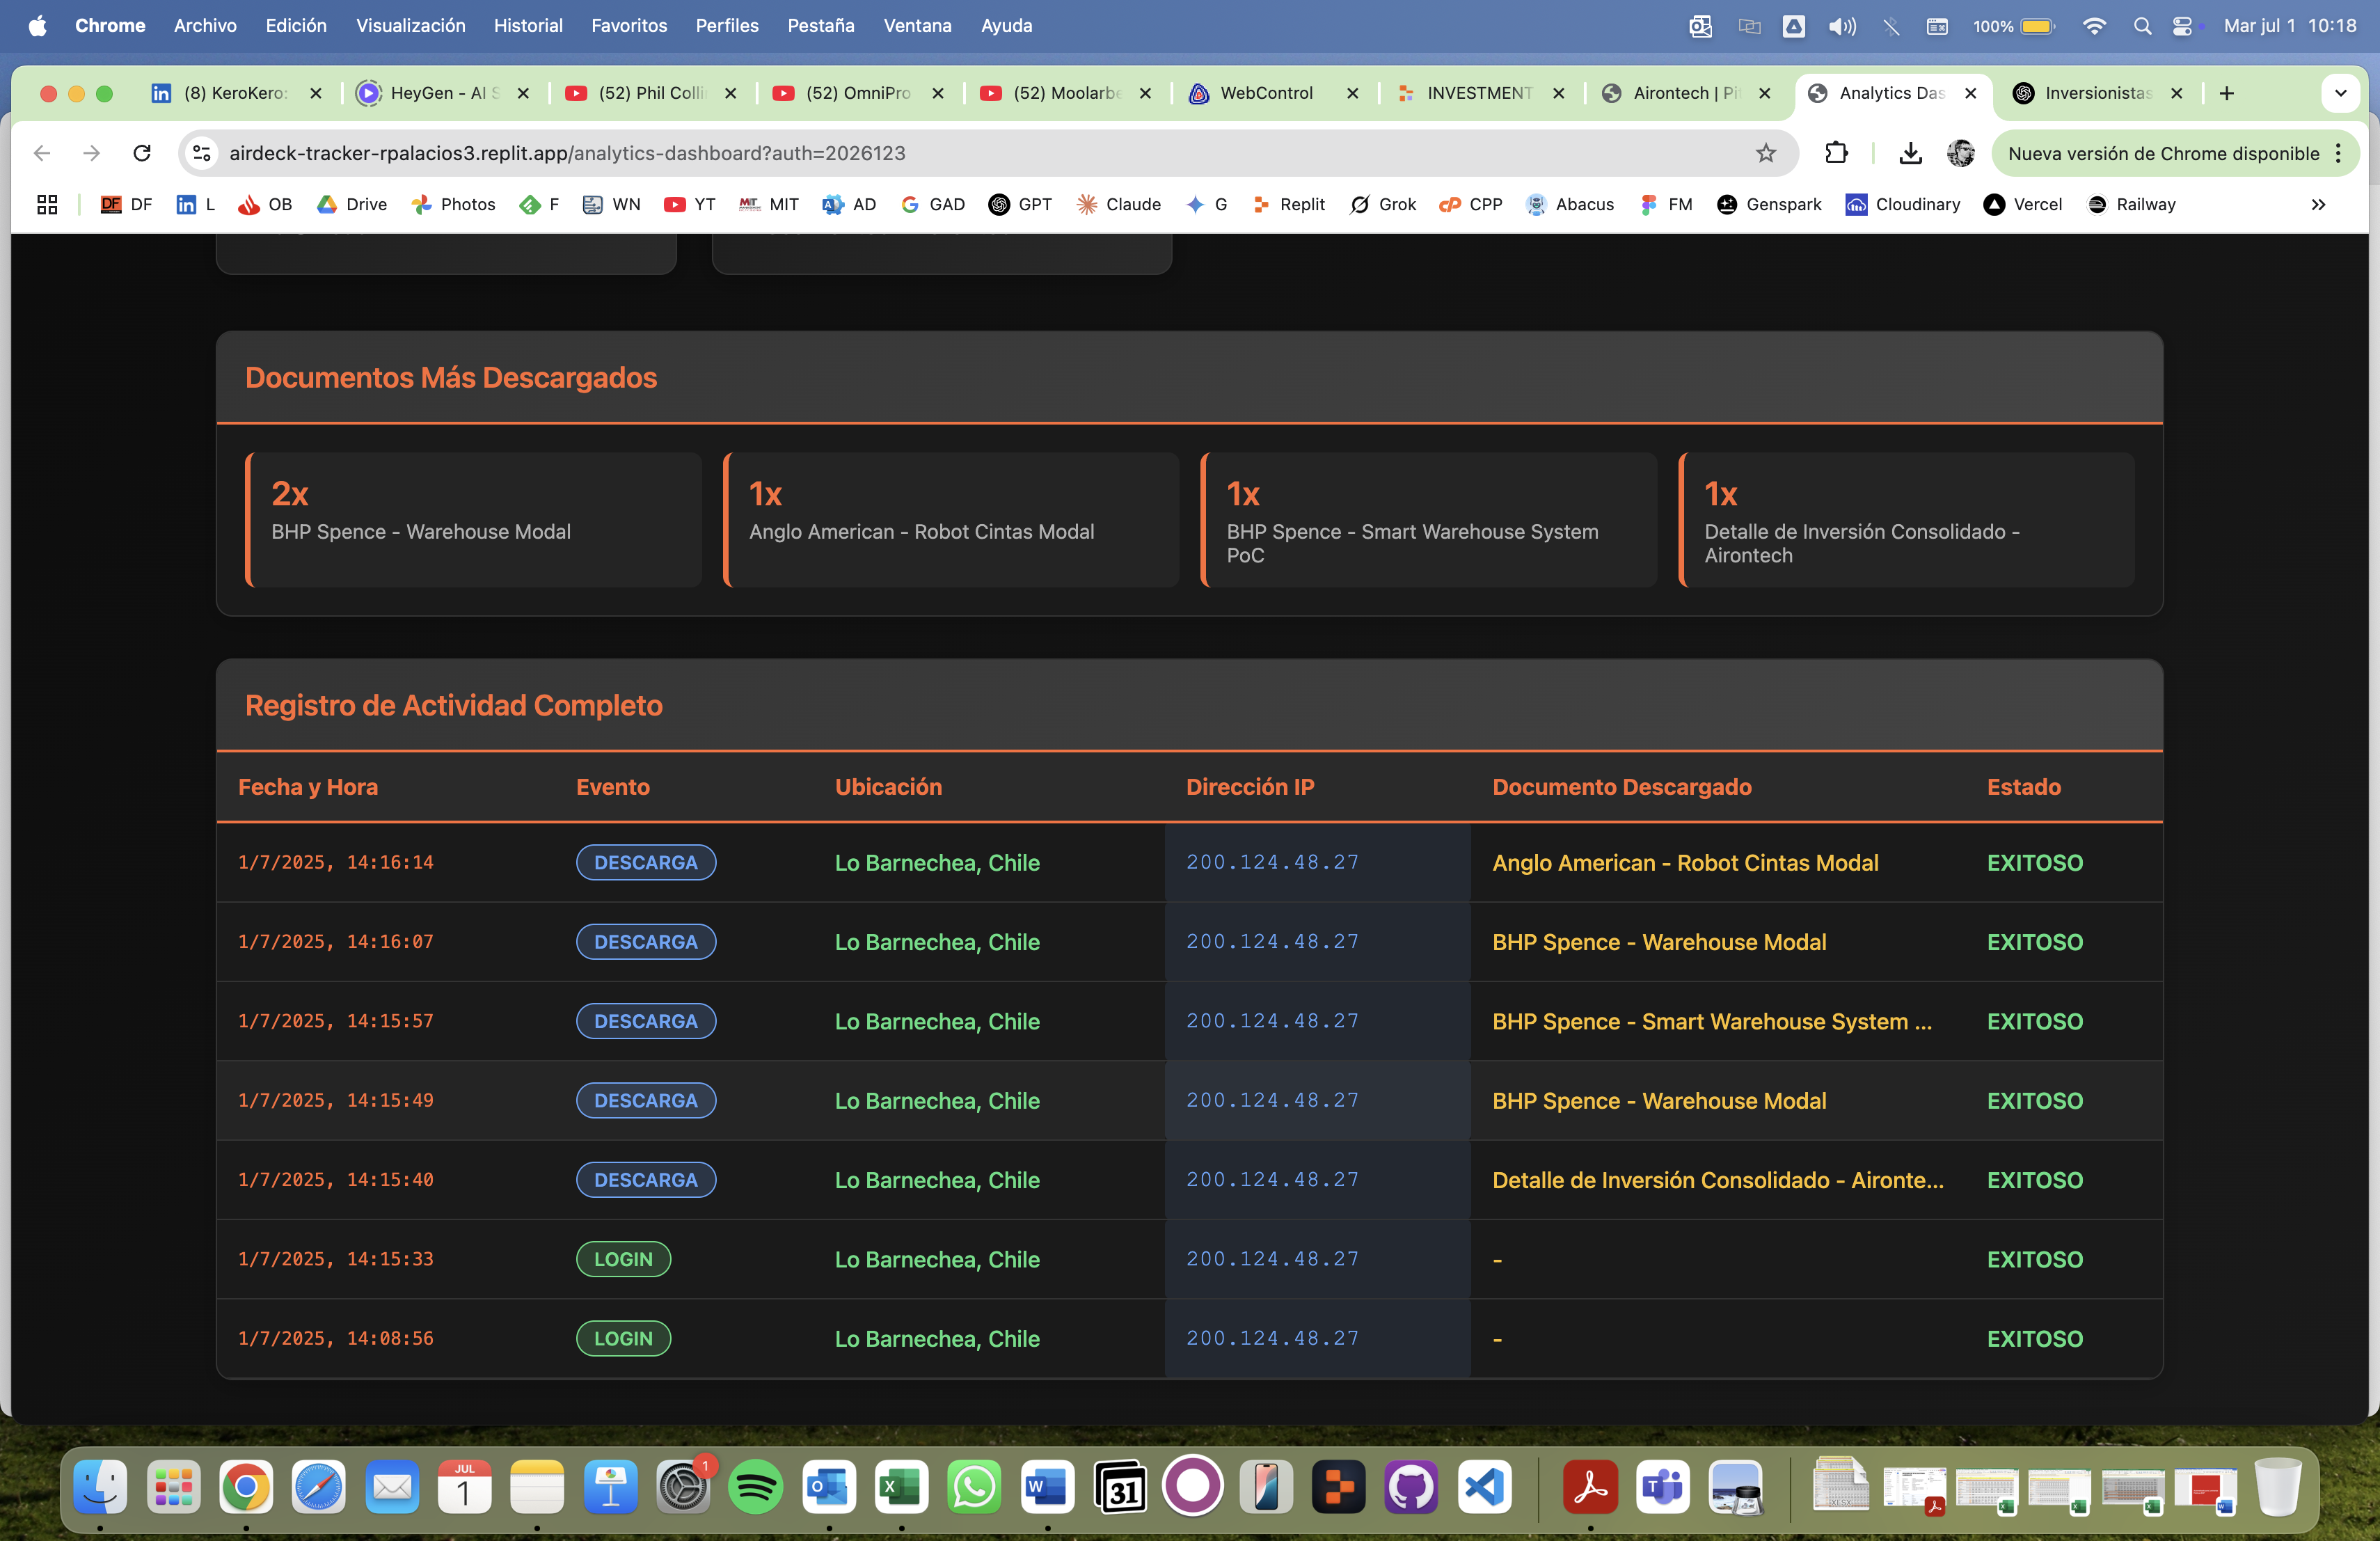 Chrome Archivo Edición Visualización Historial Favoritos Perfiles Pestaña Ventana Ayuda 100% Mar jul 1 10:18
(8) KeroKero: HeyGen - AI S (52) Phil Colli (52) OmniPro (52) Moolarbe WebControl INVESTMENT Airontech | Pi Analytics Das Inversionistas
airdeck-tracker-rpalacios3.replit.app/analytics-dashboard?auth=2026123 Nueva versión de Chrome disponible
DF DF L OB Drive Photos F WN YT MIT MIT AD GAD GPT Claude G Replit Grok CPP Abacus FM Genspark Cloudinary Vercel Railway
Documentos Más Descargados
2x 1x 1x 1x
BHP Spence - Warehouse Modal Anglo American - Robot Cintas Modal BHP Spence - Smart Warehouse System Detalle de Inversión Consolidado -
PoC Airontech
Registro de Actividad Completo
Fecha y Hora Evento Ubicación Dirección IP Documento Descargado Estado
1/7/2025, 14:16:14 DESCARGA Lo Barnechea, Chile 200.124.48.27 Anglo American - Robot Cintas Modal EXITOSO
1/7/2025, 14:16:07 DESCARGA Lo Barnechea, Chile 200.124.48.27 BHP Spence - Warehouse Modal EXITOSO
1/7/2025, 14:15:57 DESCARGA Lo Barnechea, Chile 200.124.48.27 BHP Spence - Smart Warehouse System ... EXITOSO
1/7/2025, 14:15:49 DESCARGA Lo Barnechea, Chile 200.124.48.27 BHP Spence - Warehouse Modal EXITOSO
1/7/2025, 14:15:40 DESCARGA Lo Barnechea, Chile 200.124.48.27 Detalle de Inversión Consolidado - Aironte... EXITOSO
1/7/2025, 14:15:33 LOGIN Lo Barnechea, Chile 200.124.48.27 - EXITOSO
1/7/2025, 14:08:56 LOGIN Lo Barnechea, Chile 200.124.48.27 - EXITOSO
JUL 1
1
31
XLSX